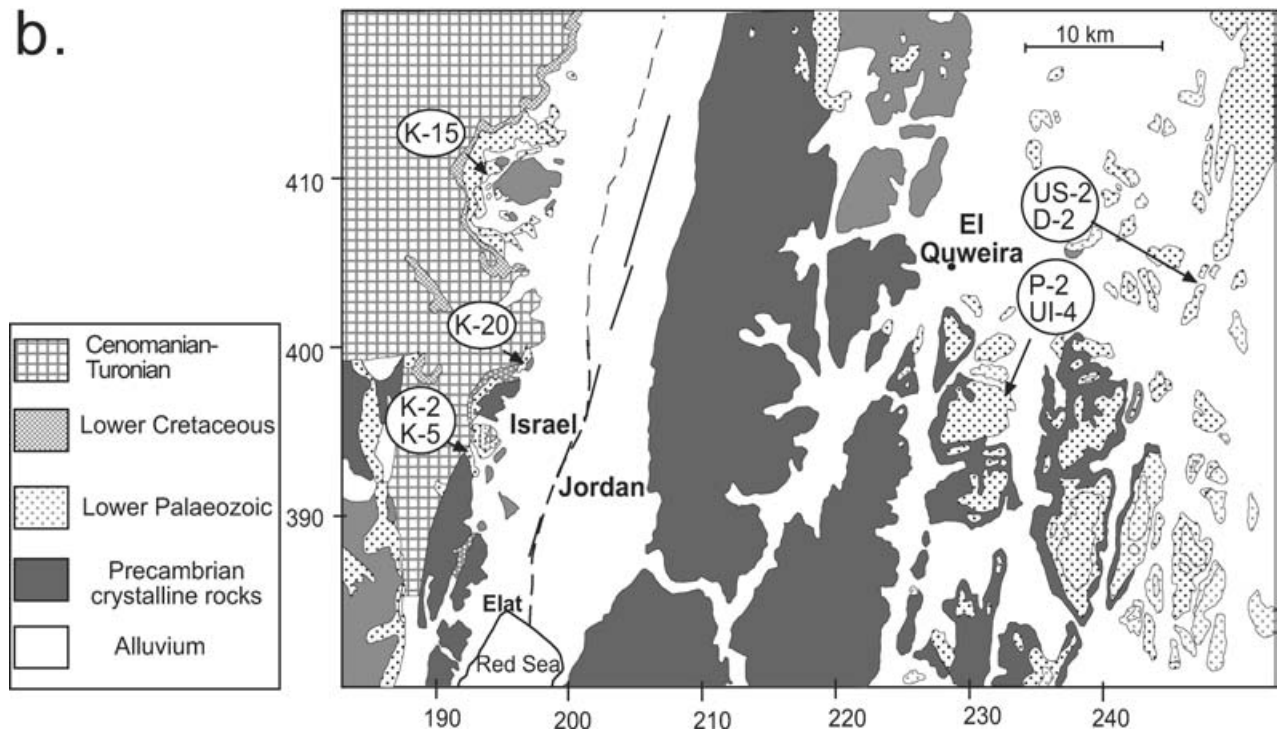 b.
10 km
K-15
410
US-2
D-2
El
Quweira
P-2
UI-4
K-20
400
Cenomanian-
Turonian
K-2
K-5
Israel
Lower Cretaceous
Jordan
Lower Palaeozoic
390
Precambrian
crystalline rocks
Elat
Alluvium
Red Sea
190 200 210 220 230 240